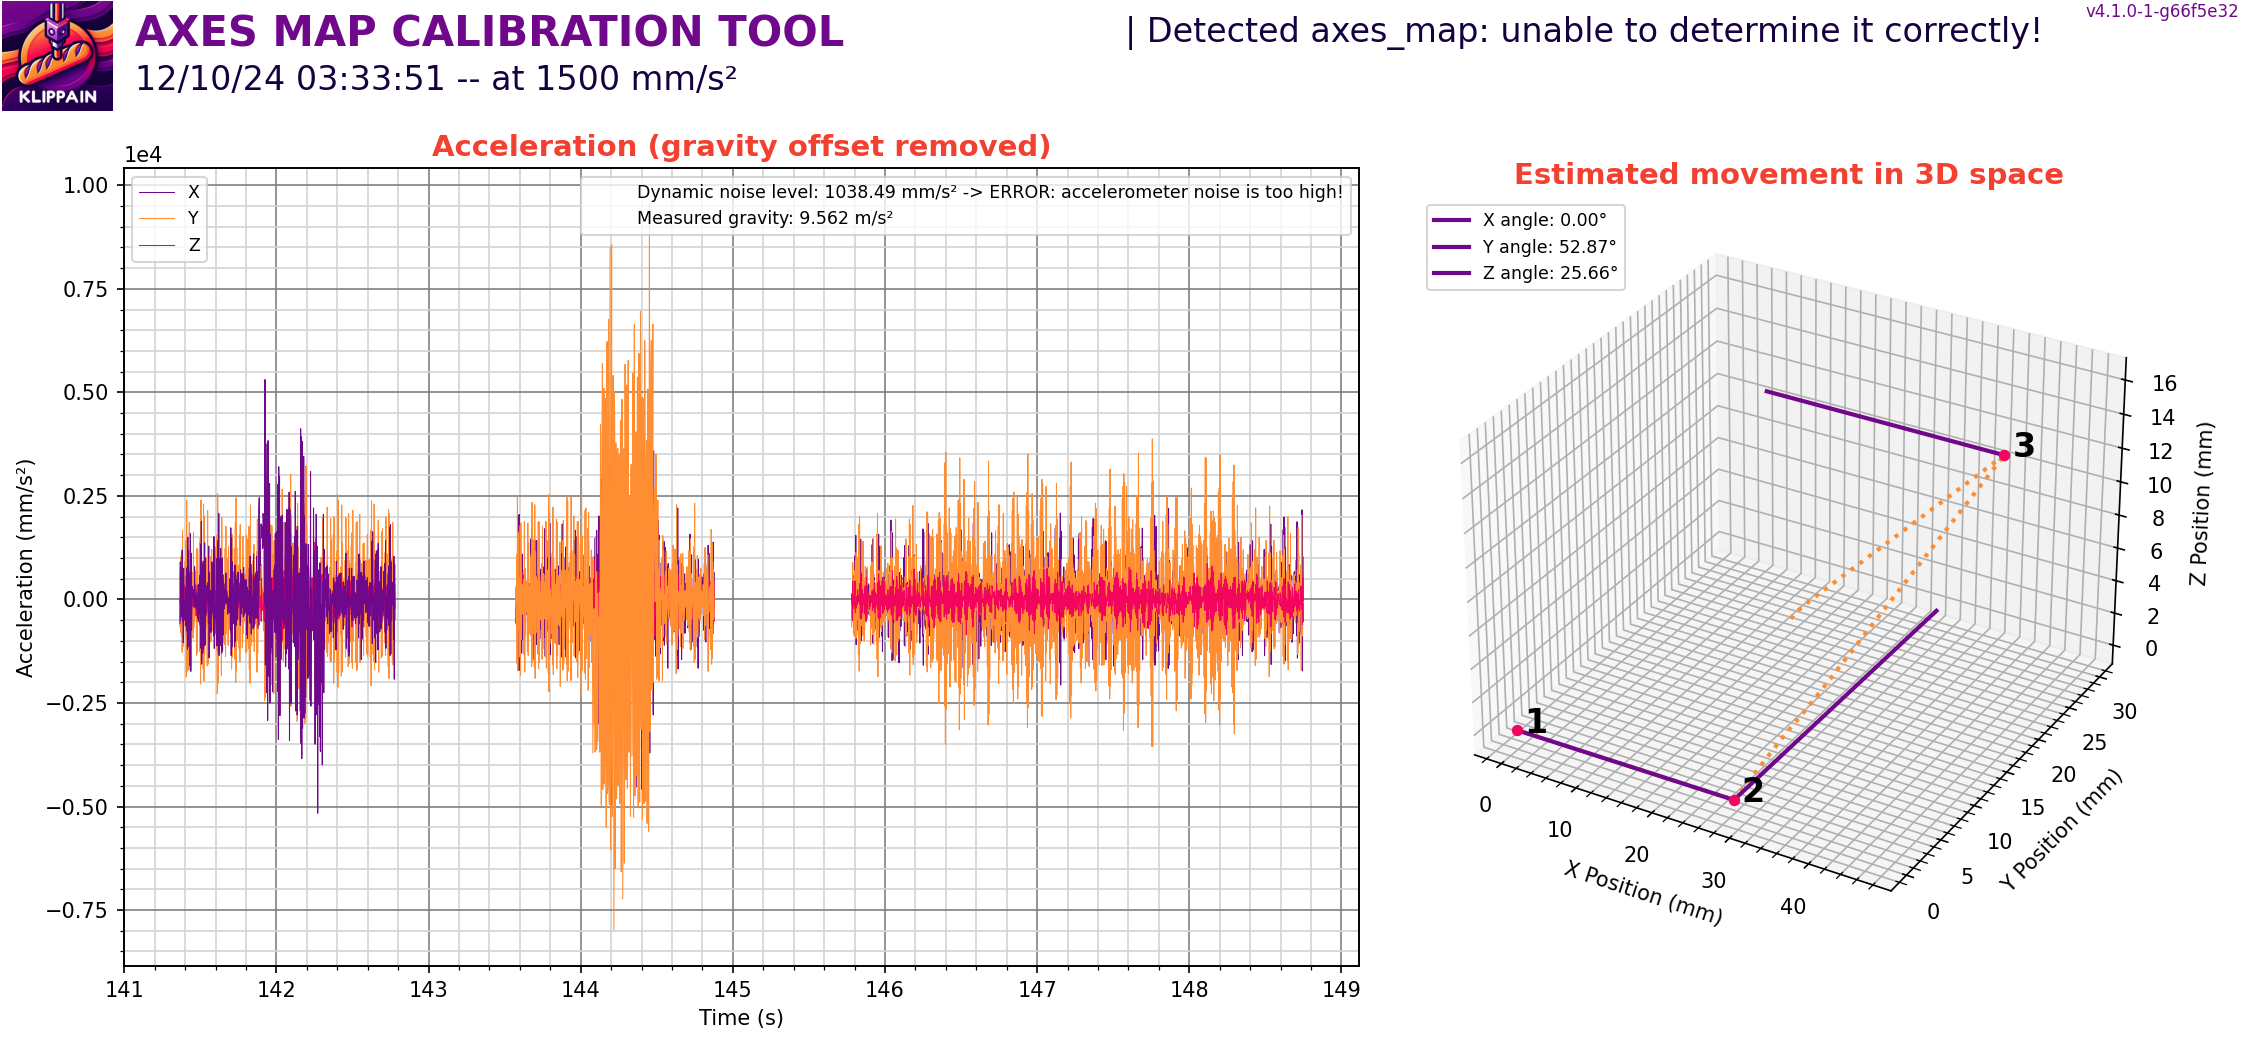 KLIPPAIN
AXES MAP CALIBRATION TOOL
12/10/24 03:33:51 -- at 1500 mm/s²
| Detected axes_map: unable to determine it correctly!
v4.1.0-1-g66f5e32
Acceleration (gravity offset removed)
1e4
X
Y
Z
Dynamic noise level: 1038.49 mm/s² -> ERROR: accelerometer noise is too high!
Measured gravity: 9.562 m/s²
Acceleration (mm/s²)
1.00
0.75
0.50
0.25
0.00
−0.25
−0.50
−0.75
141 142 143 144 145 146 147 148 149
Time (s)
Estimated movement in 3D space
X angle: 0.00°
Y angle: 52.87°
Z angle: 25.66°
1
2
3
0 10 20 30 40
X Position (mm)
0 5 10 15 20 25 30
Y Position (mm)
16
14
12
10
8
6
4
2
0
Z Position (mm)